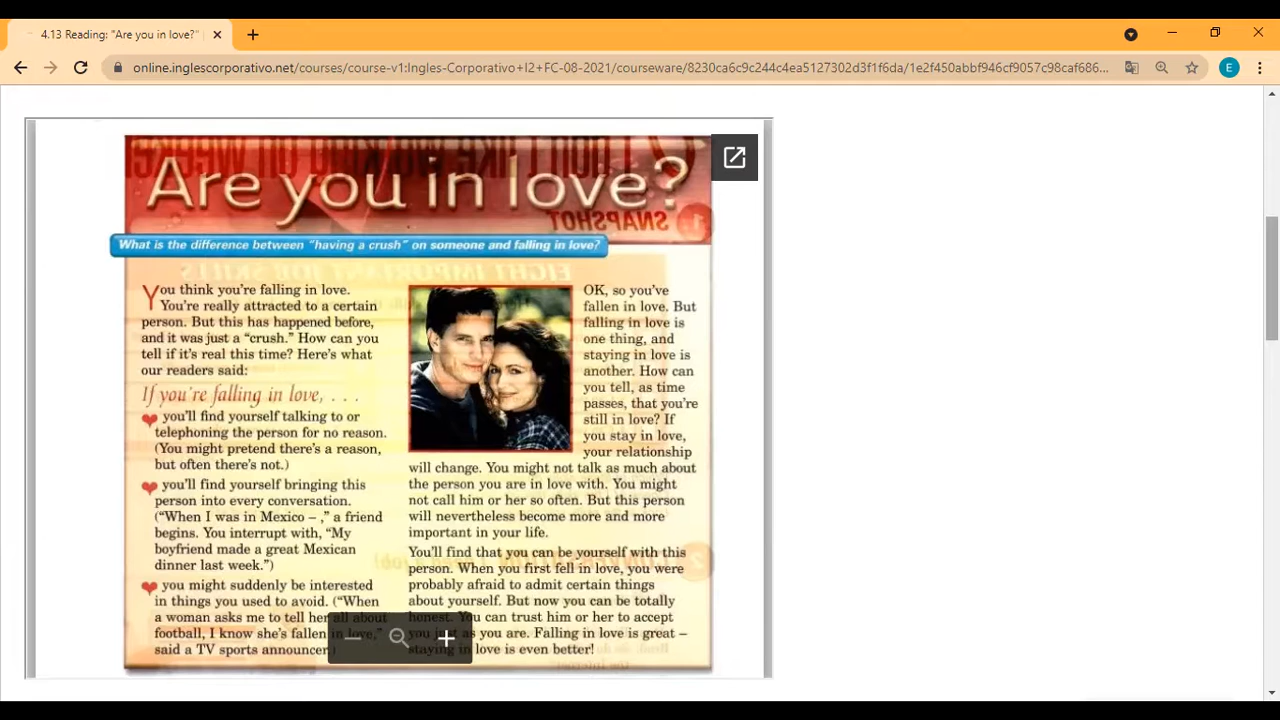 4.13 Reading: "Are you in love?"
online.inglescorporativo.net/courses/course-v1:Ingles-Corporativo+I2+FC-08-2021/courseware/8230ca6c9c244c4ea5127302d3f1f6da/1e2f450abbf946cf9057c98caf686...
E
Are you in love?
SNAPSHOT
What is the difference between "having a crush" on someone and falling in love?
EIGHT IMPORTANT JOB SKILLS
You think you're falling in love.
You're really attracted to a certain
person. But this has happened before,
and it was just a "crush." How can you
tell if it's real this time? Here's what
our readers said:
If you're falling in love, . . .
you'll find yourself talking to or
telephoning the person for no reason.
(You might pretend there's a reason,
but often there's not.)
you'll find yourself bringing this
person into every conversation.
("When I was in Mexico – ," a friend
begins. You interrupt with, "My
boyfriend made a great Mexican
dinner last week.")
you might suddenly be interested
in things you used to avoid. ("When
a woman asks me to tell her all about
football, I know she's fallen in love,"
said a TV sports announcer.)
OK, so you've
fallen in love. But
falling in love is
one thing, and
staying in love is
another. How can
you tell, as time
passes, that you're
still in love? If
you stay in love,
your relationship
will change. You might not talk as much about
the person you are in love with. You might
not call him or her so often. But this person
will nevertheless become more and more
important in your life.
You'll find that you can be yourself with this
person. When you first fell in love, you were
probably afraid to admit certain things
about yourself. But now you can be totally
honest. You can trust him or her to accept
you just as you are. Falling in love is great –
staying in love is even better!